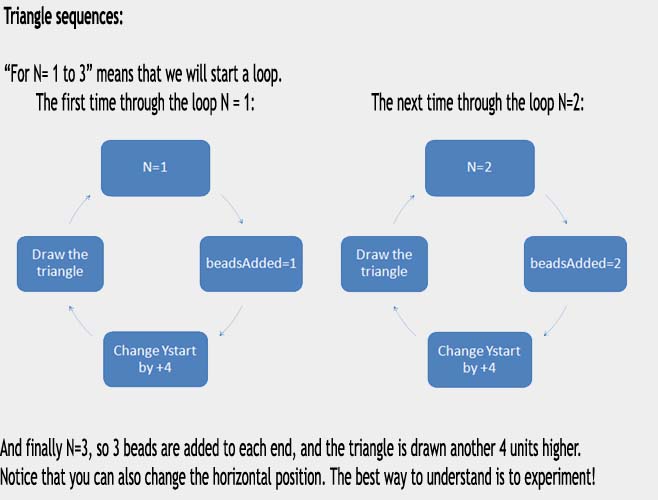 Triangle sequences:
“For N= 1 to 3” means that we will start a loop.
The first time through the loop N = 1:
The next time through the loop N=2:
N=1
beadsAdded=1
Change Ystart
by +4
Draw the
triangle
N=2
beadsAdded=2
Change Ystart
by +4
Draw the
triangle
And finally N=3, so 3 beads are added to each end, and the triangle is drawn another 4 units higher.
Notice that you can also change the horizontal position. The best way to understand is to experiment!